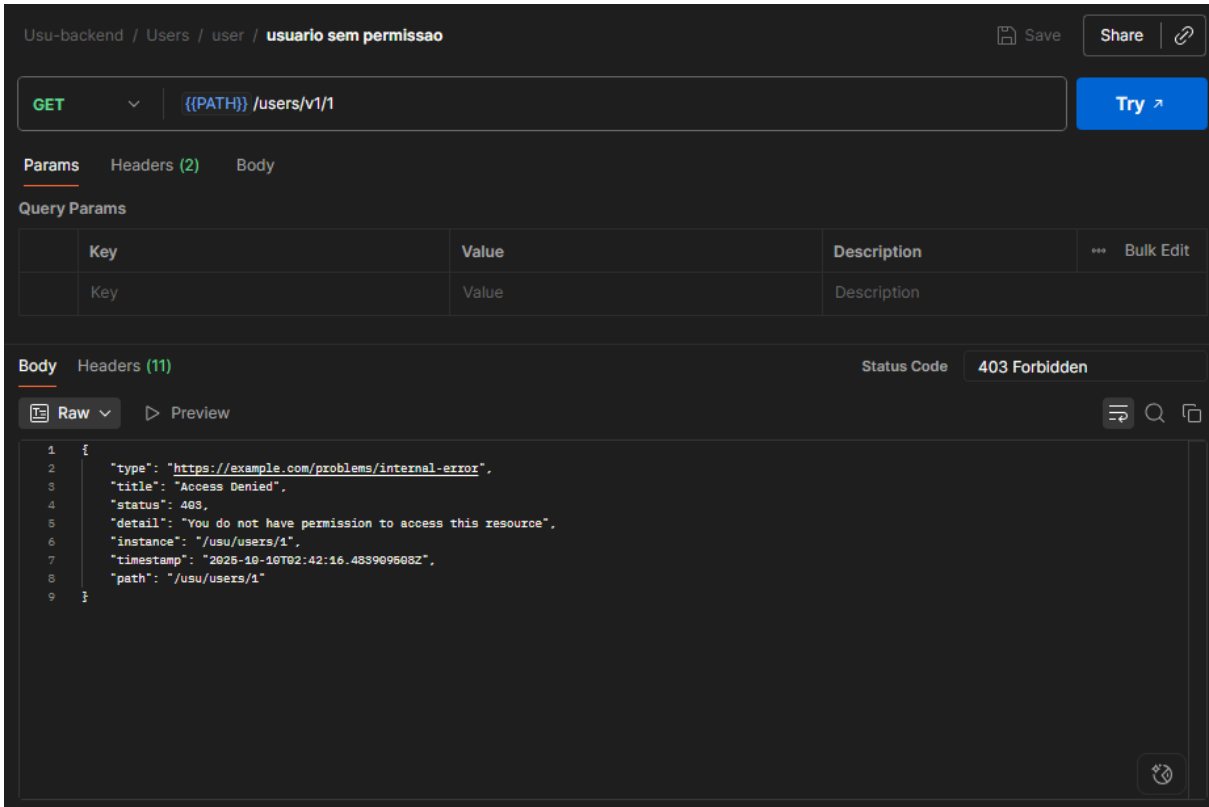 Usu-backend / Users / user / usuario sem permissao Save Share
GET {{PATH}} /users/v1/1 Try
Params Headers (2) Body
Query Params
Key Value Description Bulk Edit
Key Value Description
Body Headers (11) Status Code 403 Forbidden
Raw Preview
1 {
2 "type": "https://example.com/problems/internal-error",
3 "title": "Access Denied",
4 "status": 403,
5 "detail": "You do not have permission to access this resource",
6 "instance": "/usu/users/1",
7 "timestamp": "2025-10-10T02:42:16.483909508Z",
8 "path": "/usu/users/1"
9 }